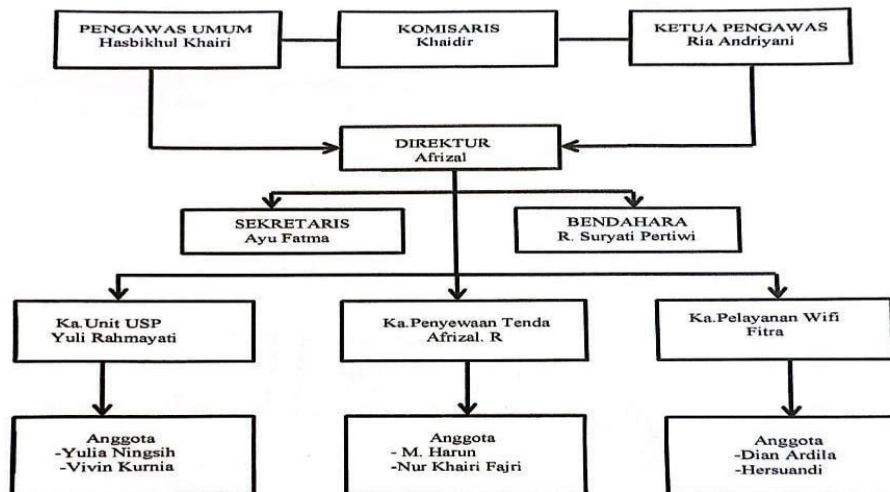 PENGAWAS UMUM
Hasbikhul Khairi
KOMISARIS
Khaidir
KETUA PENGAWAS
Ria Andriyani
DIREKTUR
Afrizal
SEKRETARIS
Ayu Fatma
BENDAHARA
R. Suryati Pertiwi
Ka.Unit USP
Yuli Rahmayati
Ka.Penyewaan Tenda
Afrizal. R
Ka.Pelayanan Wifi
Fitra
Anggota
-Yulia Ningsih
-Vivin Kurnia
Anggota
- M. Harun
-Nur Khairi Fajri
Anggota
-Dian Ardila
-Hersuandi